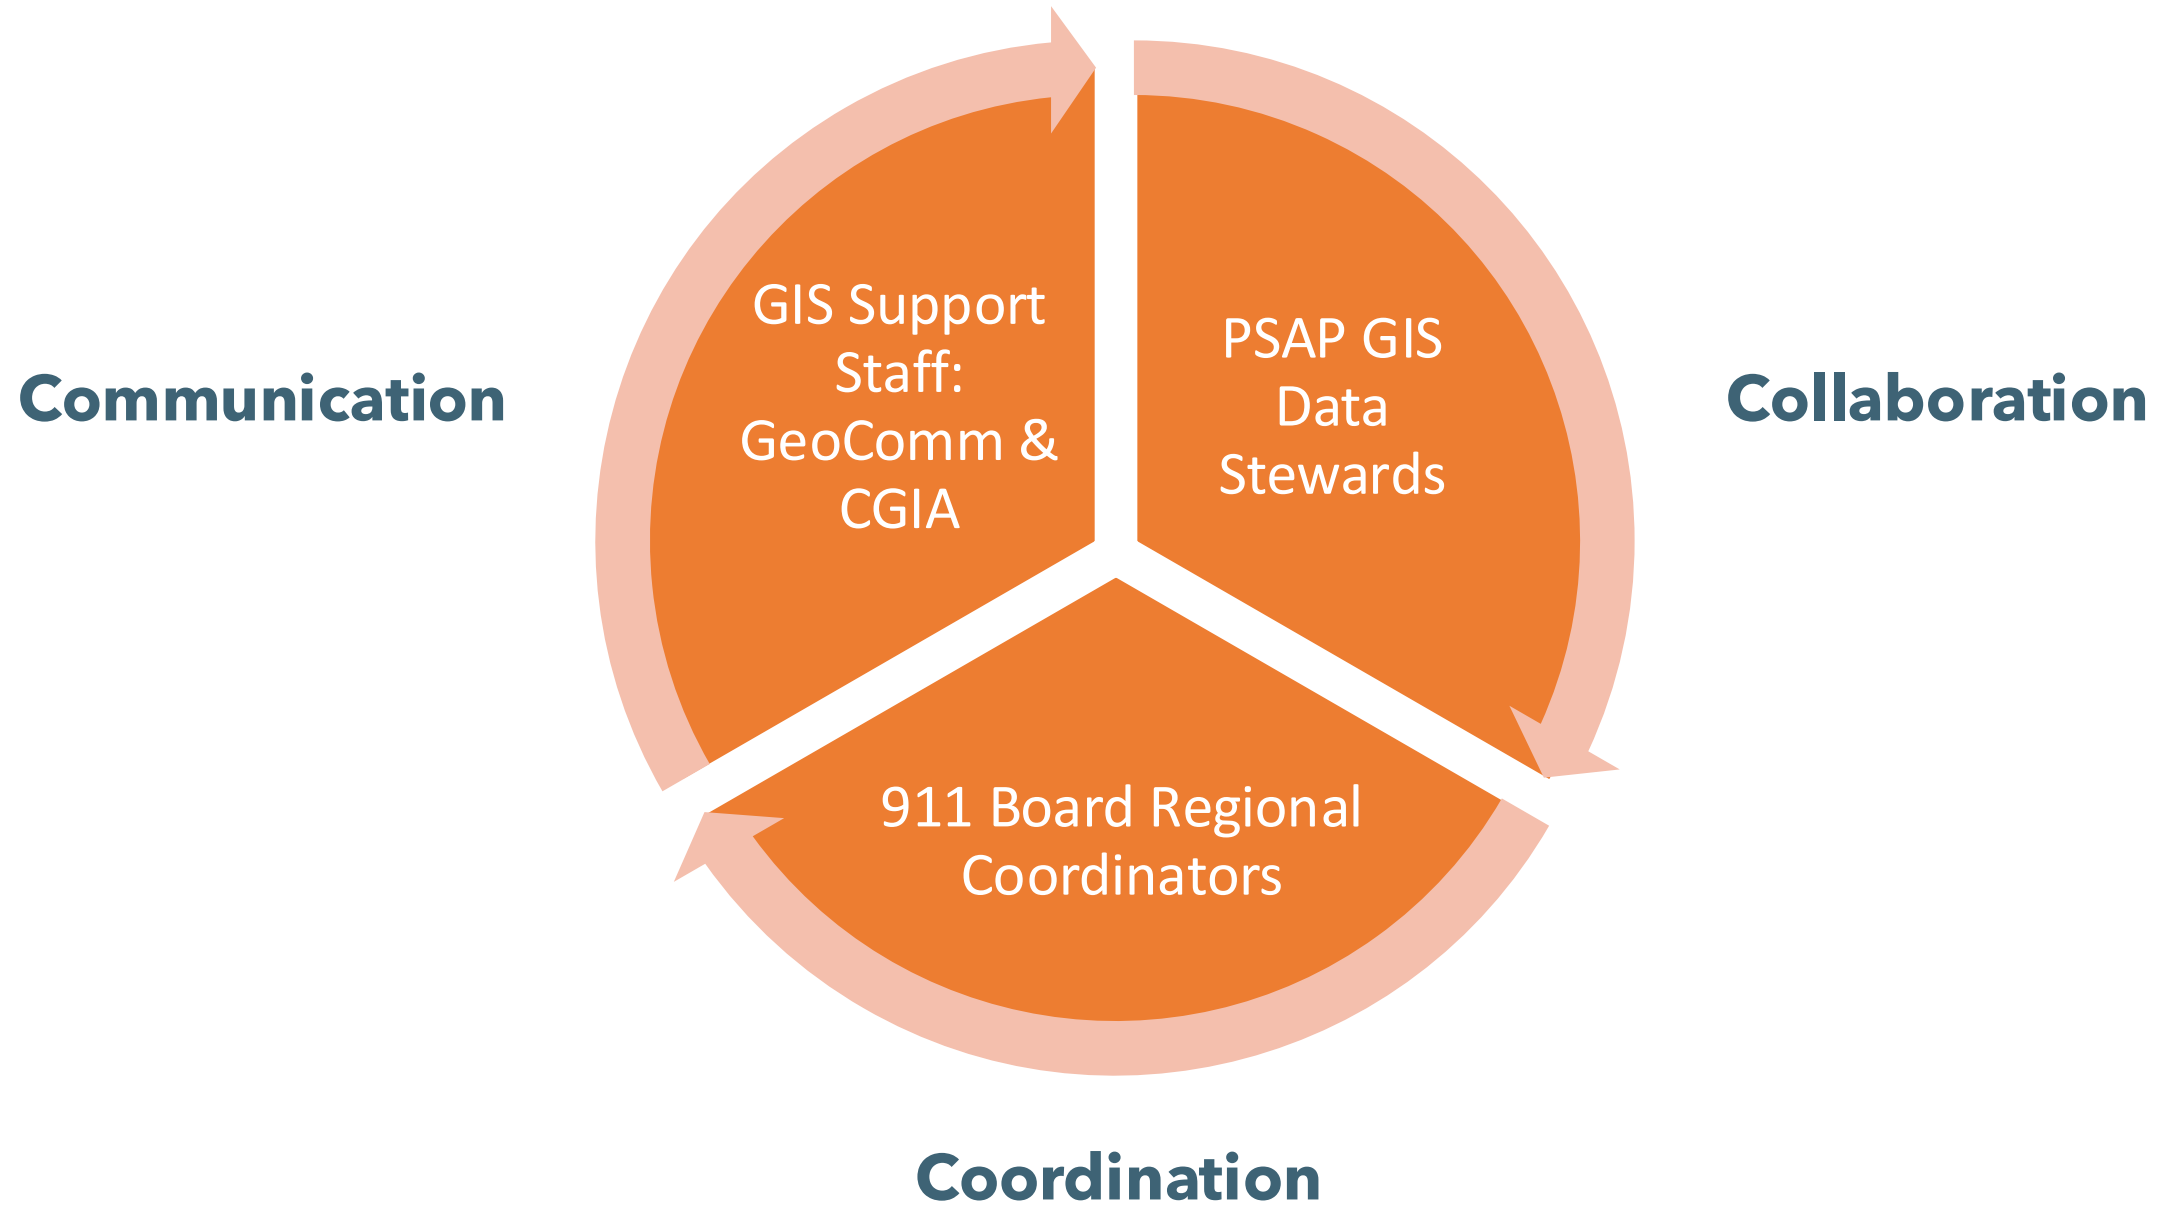 Communication
GIS Support
Staff:
GeoComm &
CGIA
PSAP GIS
Data
Stewards
Collaboration
911 Board Regional
Coordinators
Coordination